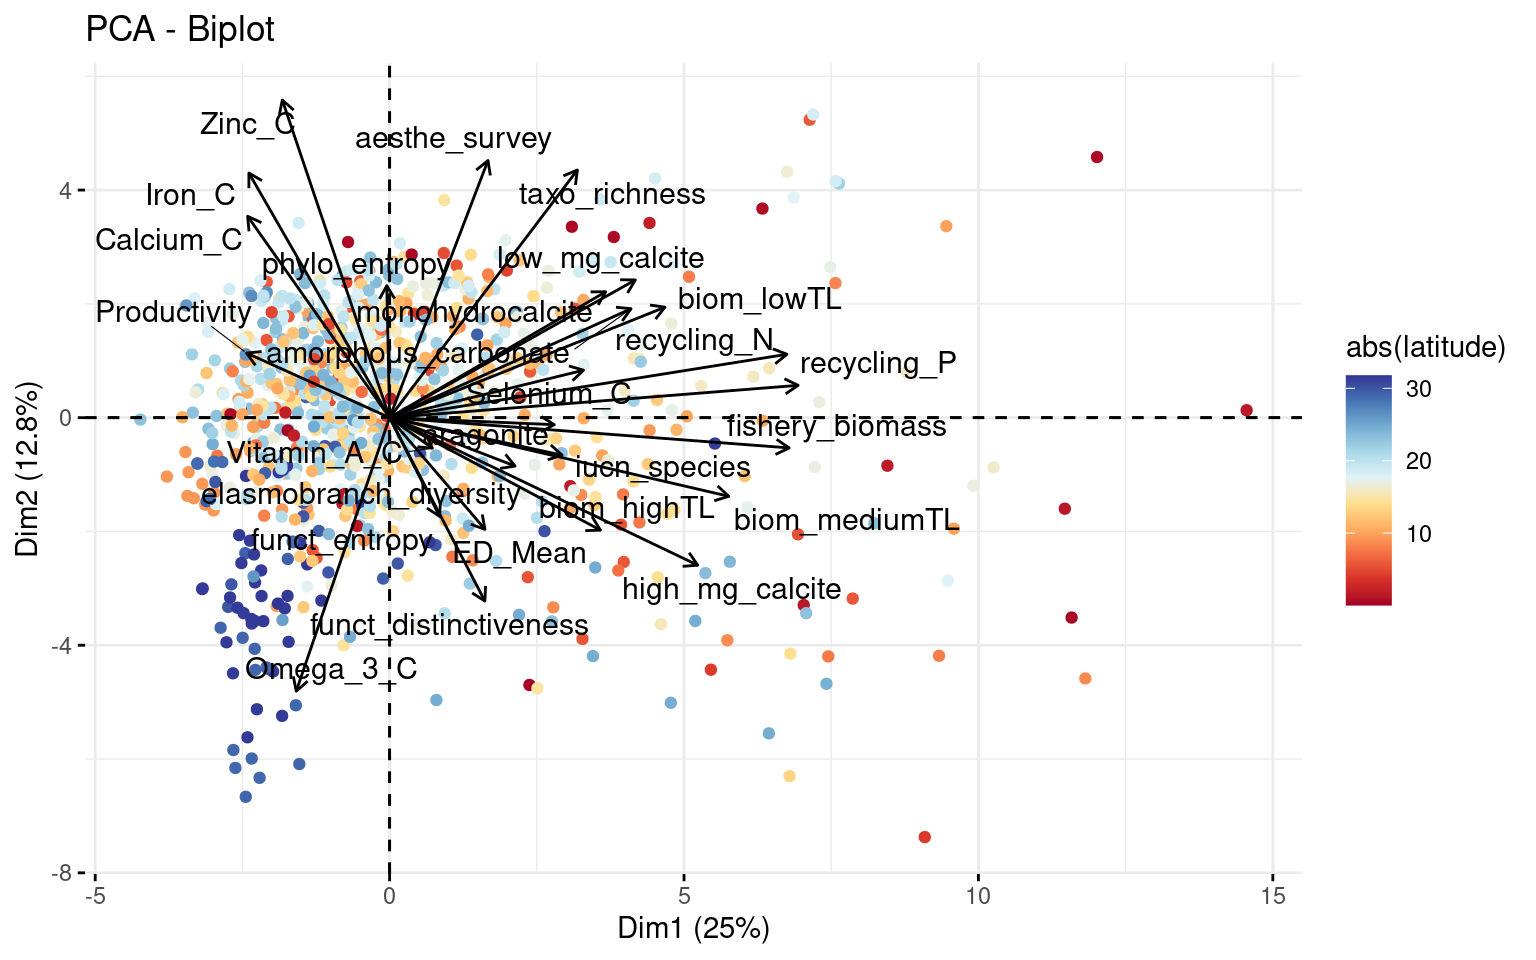 PCA - Biplot
Zinc_C
aesthe_survey
Iron_C
taxo_richness
Calcium_C
phylo_entropy
low_mg_calcite
Productivity
monohydrocalcite
biom_lowTL
amorphous_carbonate
recycling_N
recycling_P
Selenium_C
aragonite
fishery_biomass
Vitamin_A_C
iucn_species
elasmobranch_diversity
biom_highTL
biom_mediumTL
funct_entropy
ED_Mean
high_mg_calcite
funct_distinctiveness
Omega_3_C
4
0
-4
-8
-5
0
5
10
15
Dim1 (25%)
Dim2 (12.8%)
abs(latitude)
30
20
10